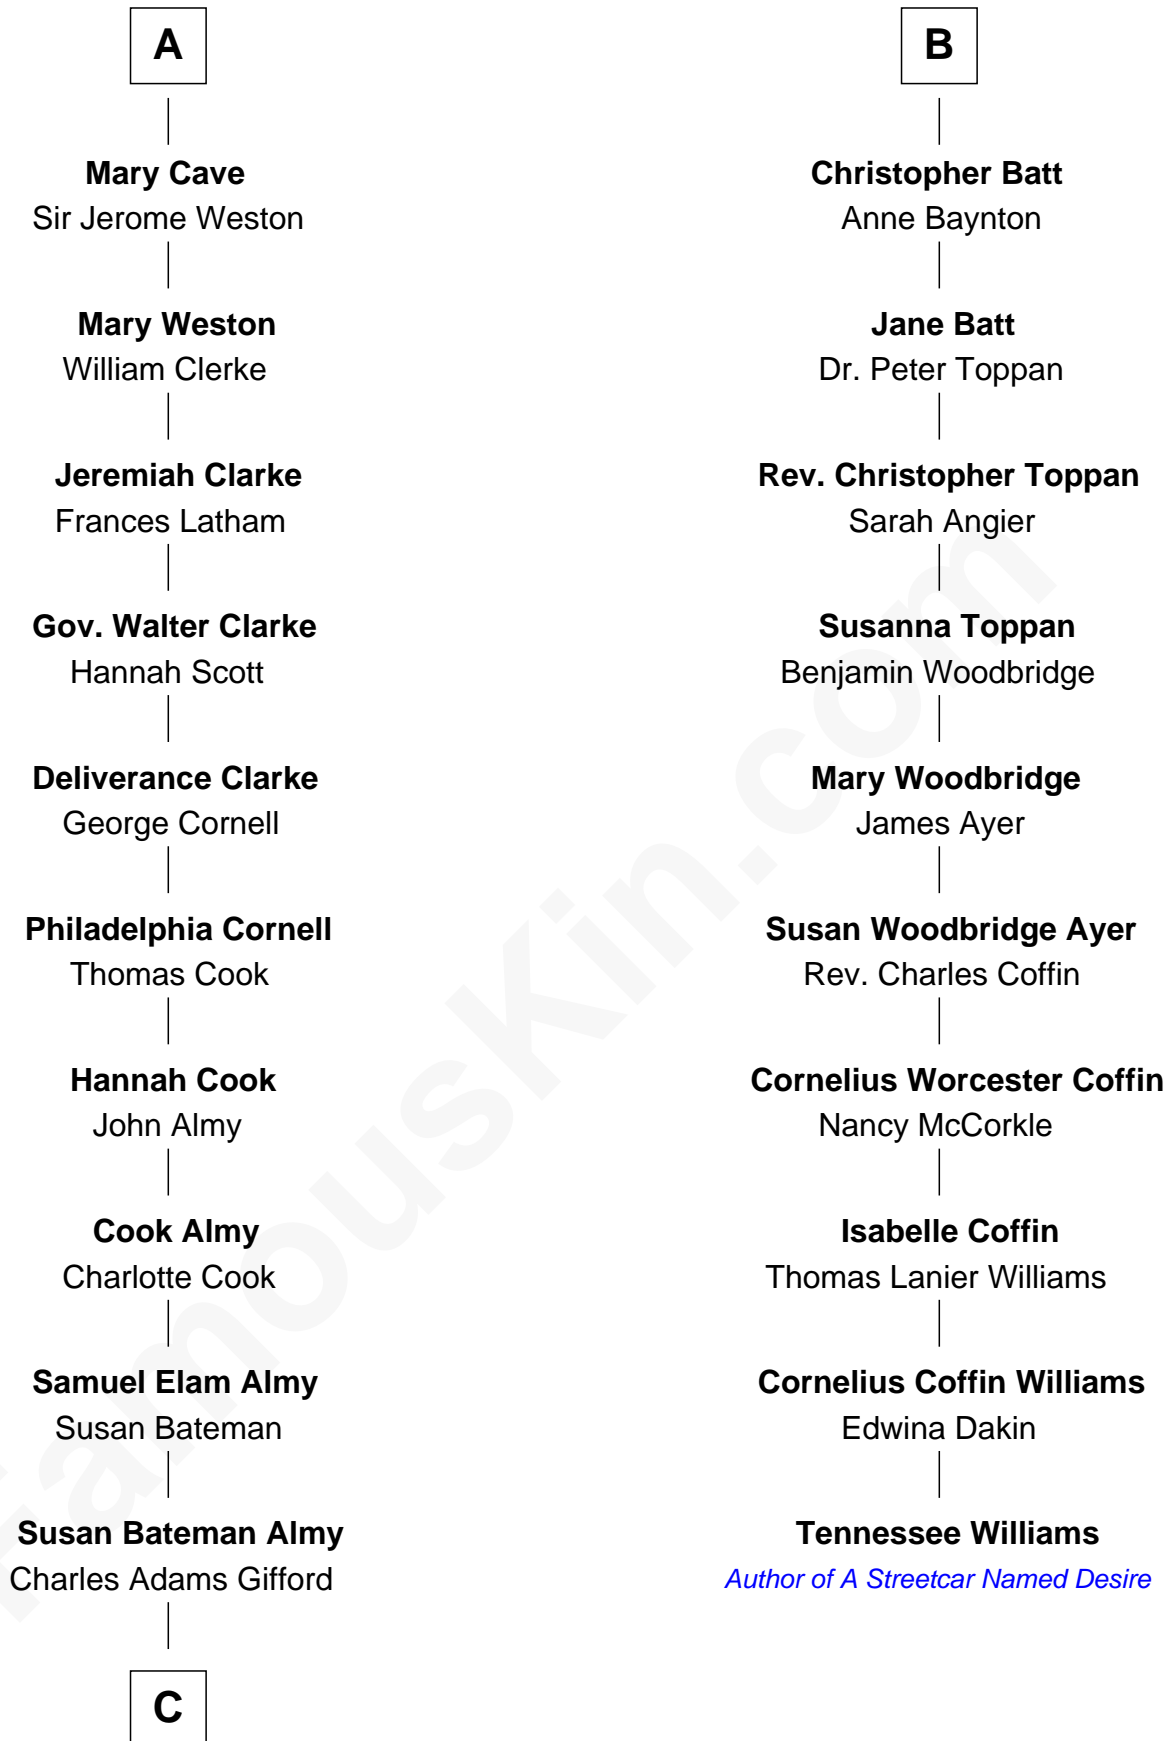 A
Mary Cave
Sir Jerome Weston
Mary Weston
William Clerke
Jeremiah Clarke
Frances Latham
Gov. Walter Clarke
Hannah Scott
Deliverance Clarke
George Cornell
Philadelphia Cornell
Thomas Cook
Hannah Cook
John Almy
Cook Almy
Charlotte Cook
Samuel Elam Almy
Susan Bateman
Susan Bateman Almy
Charles Adams Gifford
C
B
Christopher Batt
Anne Baynton
Jane Batt
Dr. Peter Toppan
Rev. Christopher Toppan
Sarah Angier
Susanna Toppan
Benjamin Woodbridge
Mary Woodbridge
James Ayer
Susan Woodbridge Ayer
Rev. Charles Coffin
Cornelius Worcester Coffin
Nancy McCorkle
Isabelle Coffin
Thomas Lanier Williams
Cornelius Coffin Williams
Edwina Dakin
Tennessee Williams
Author of A Streetcar Named Desire
FamousKin.com